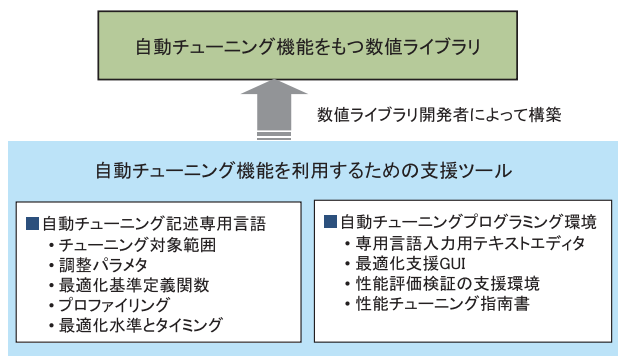 自動チューニング機能をもつ数値ライブラリ
数値ライブラリ開発者によって構築
自動チューニング機能を利用するための支援ツール
■自動チューニング記述専用言語
・チューニング対象範囲
・調整パラメタ
・最適化基準定義関数
・プロファイリング
・最適化水準とタイミング
■自動チューニングプログラミング環境
・専用言語入力用テキストエディタ
・最適化支援GUI
・性能評価検証の支援環境
・性能チューニング指南書